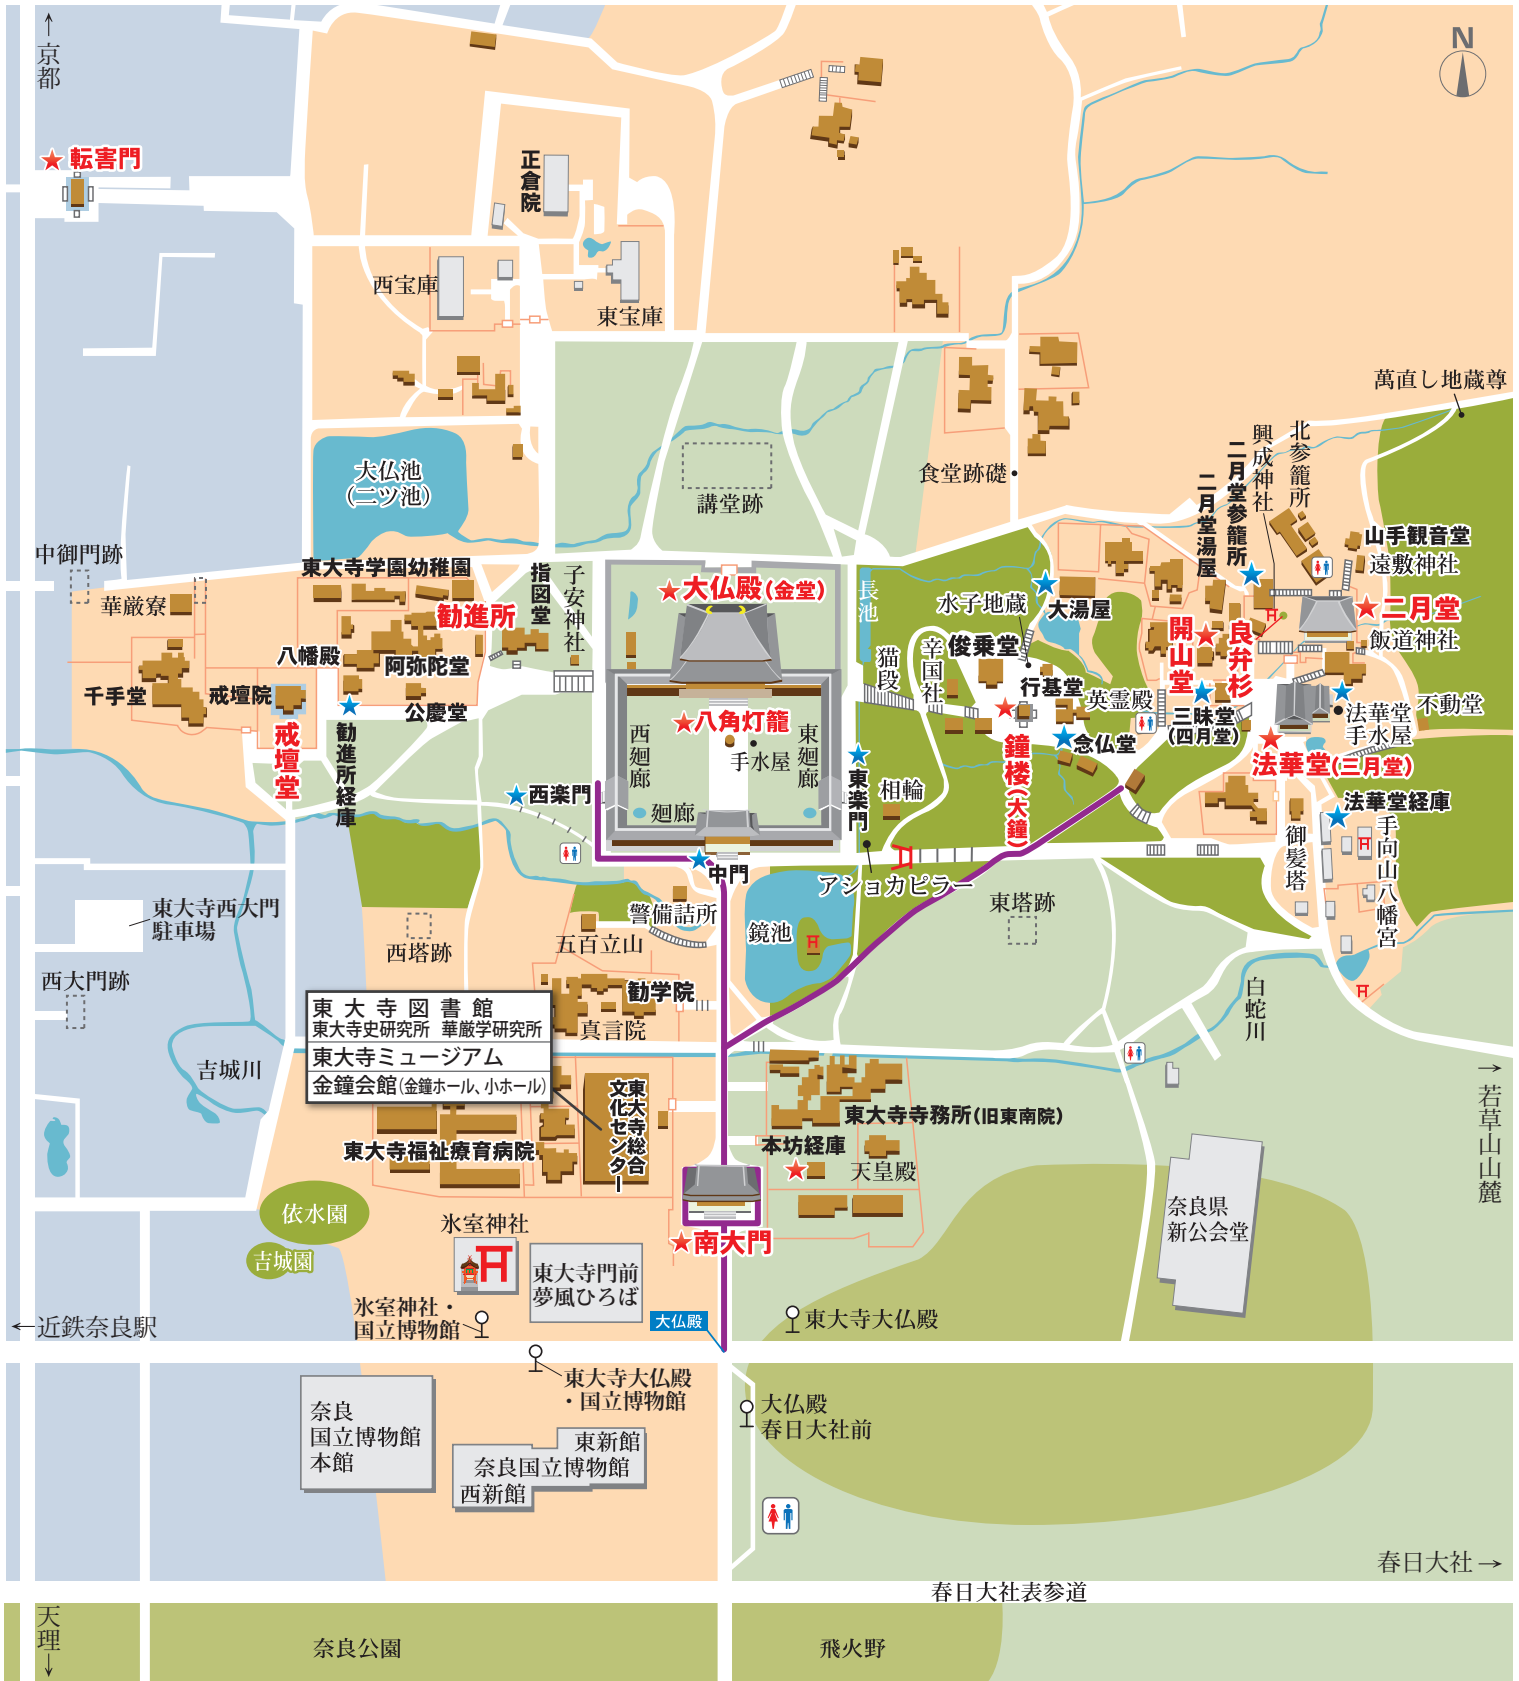 京都
N
転害門
正倉院
西宝庫
東宝庫
萬直し地蔵尊
大仏池
(二ツ池)
講堂跡
食堂跡礎
北参籠所
興成神社
二月堂参籠所
二月堂湯屋
山手観音堂
遠敷神社
二月堂
飯道神社
中御門跡
華厳寮
東大寺学園幼稚園
勧進所
指図堂
子安神社
大仏殿(金堂)
長池
水子地蔵
大湯屋
開山堂
良弁杉
八幡殿
阿弥陀堂
千手堂
戒壇院
公慶堂
戒壇堂
勧進所経庫
八角灯籠
手水屋
西廻廊
東廻廊
廻廊
猫段
辛国社
俊乗堂
行基堂
英霊殿
念仏堂
三昧堂
(四月堂)
法華堂
手水屋
不動堂
法華堂(三月堂)
法華堂経庫
鐘楼(大鐘)
西楽門
東楽門
相輪
中門
アショカピラー
御髪塔
手向山八幡宮
東大寺西大門
駐車場
西大門跡
西塔跡
五百立山
警備詰所
鏡池
東塔跡
白蛇川
勧学院
真言院
東大寺図書館
東大寺史研究所 華厳学研究所
東大寺ミュージアム
金鐘会館(金鐘ホール、小ホール)
吉城川
東大寺総合
文化センター
東大寺福祉療育病院
東大寺寺務所(旧東南院)
本坊経庫
天皇殿
若草山山麓
奈良県
新公会堂
依水園
吉城園
氷室神社
南大門
東大寺門前
夢風ひろば
氷室神社・
国立博物館
大仏殿
東大寺大仏殿
近鉄奈良駅
東大寺大仏殿
・国立博物館
大仏殿
春日大社前
奈良
国立博物館
本館
東新館
奈良国立博物館
西新館
春日大社
春日大社表参道
天理
奈良公園
飛火野